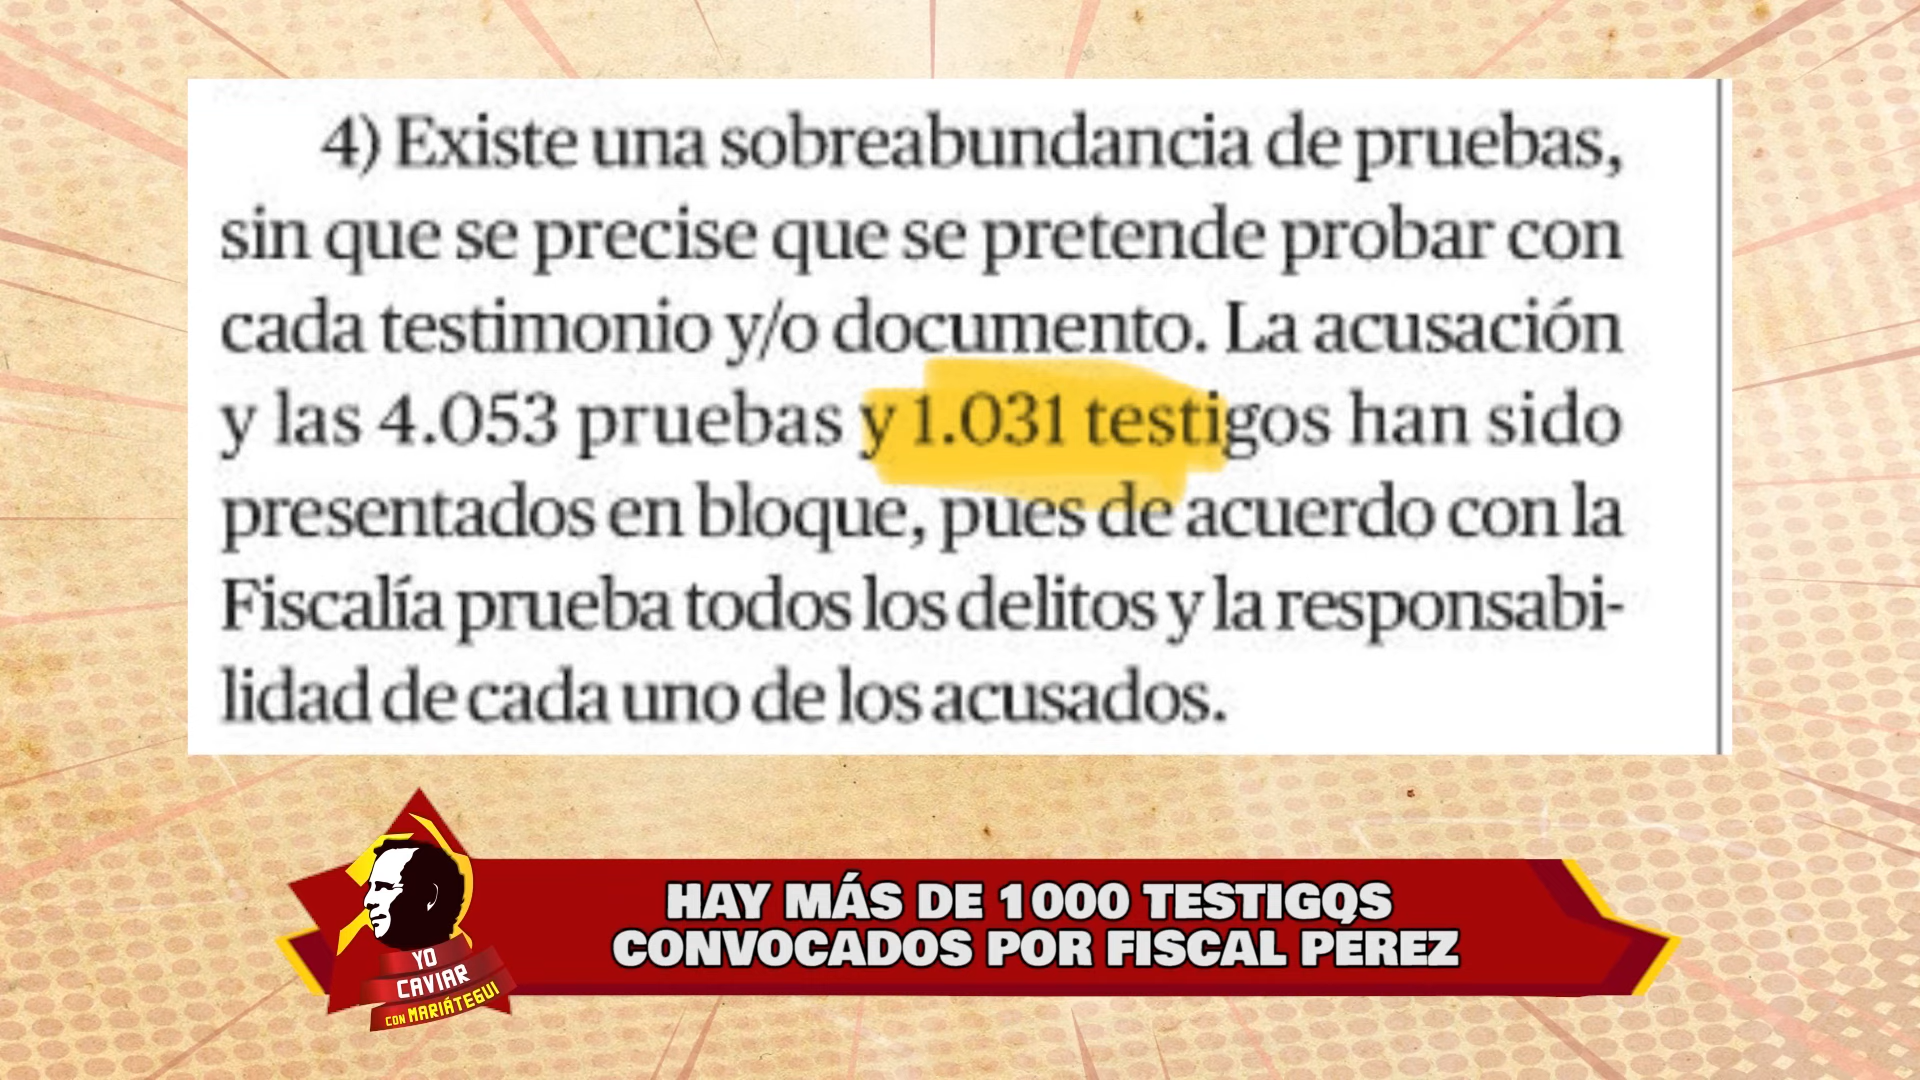 4) Existe una sobreabundancia de pruebas,
sin que se precise que se pretende probar con
cada testimonio y/o documento. La acusación
y las 4.053 pruebas y 1.031 testigos han sido
presentados en bloque, pues de acuerdo con la
Fiscalía prueba todos los delitos y la responsabi-
lidad de cada uno de los acusados.
HAY MÁS DE 1000 TESTIGOS
CONVOCADOS POR FISCAL PÉREZ
YO
CAVIAR
CON MARIÁTEGUI